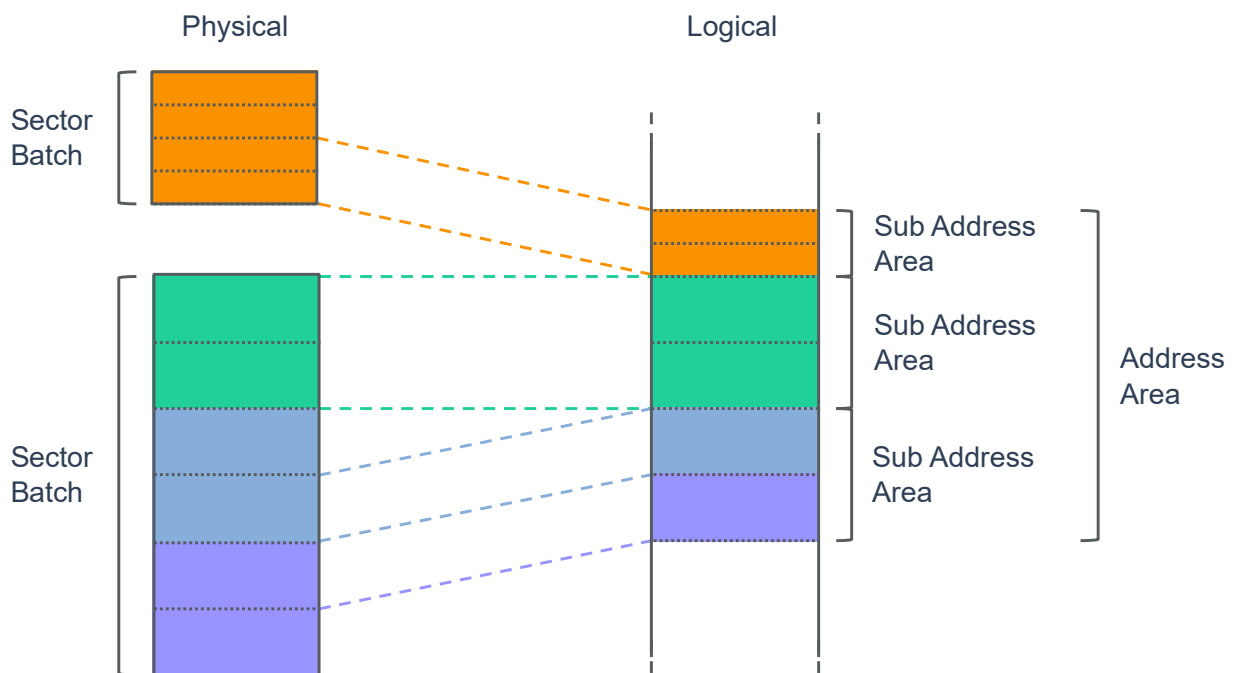 Physical
Logical
Sector
Batch
Sub Address
Area
Sub Address
Area
Address
Area
Sector
Batch
Sub Address
Area